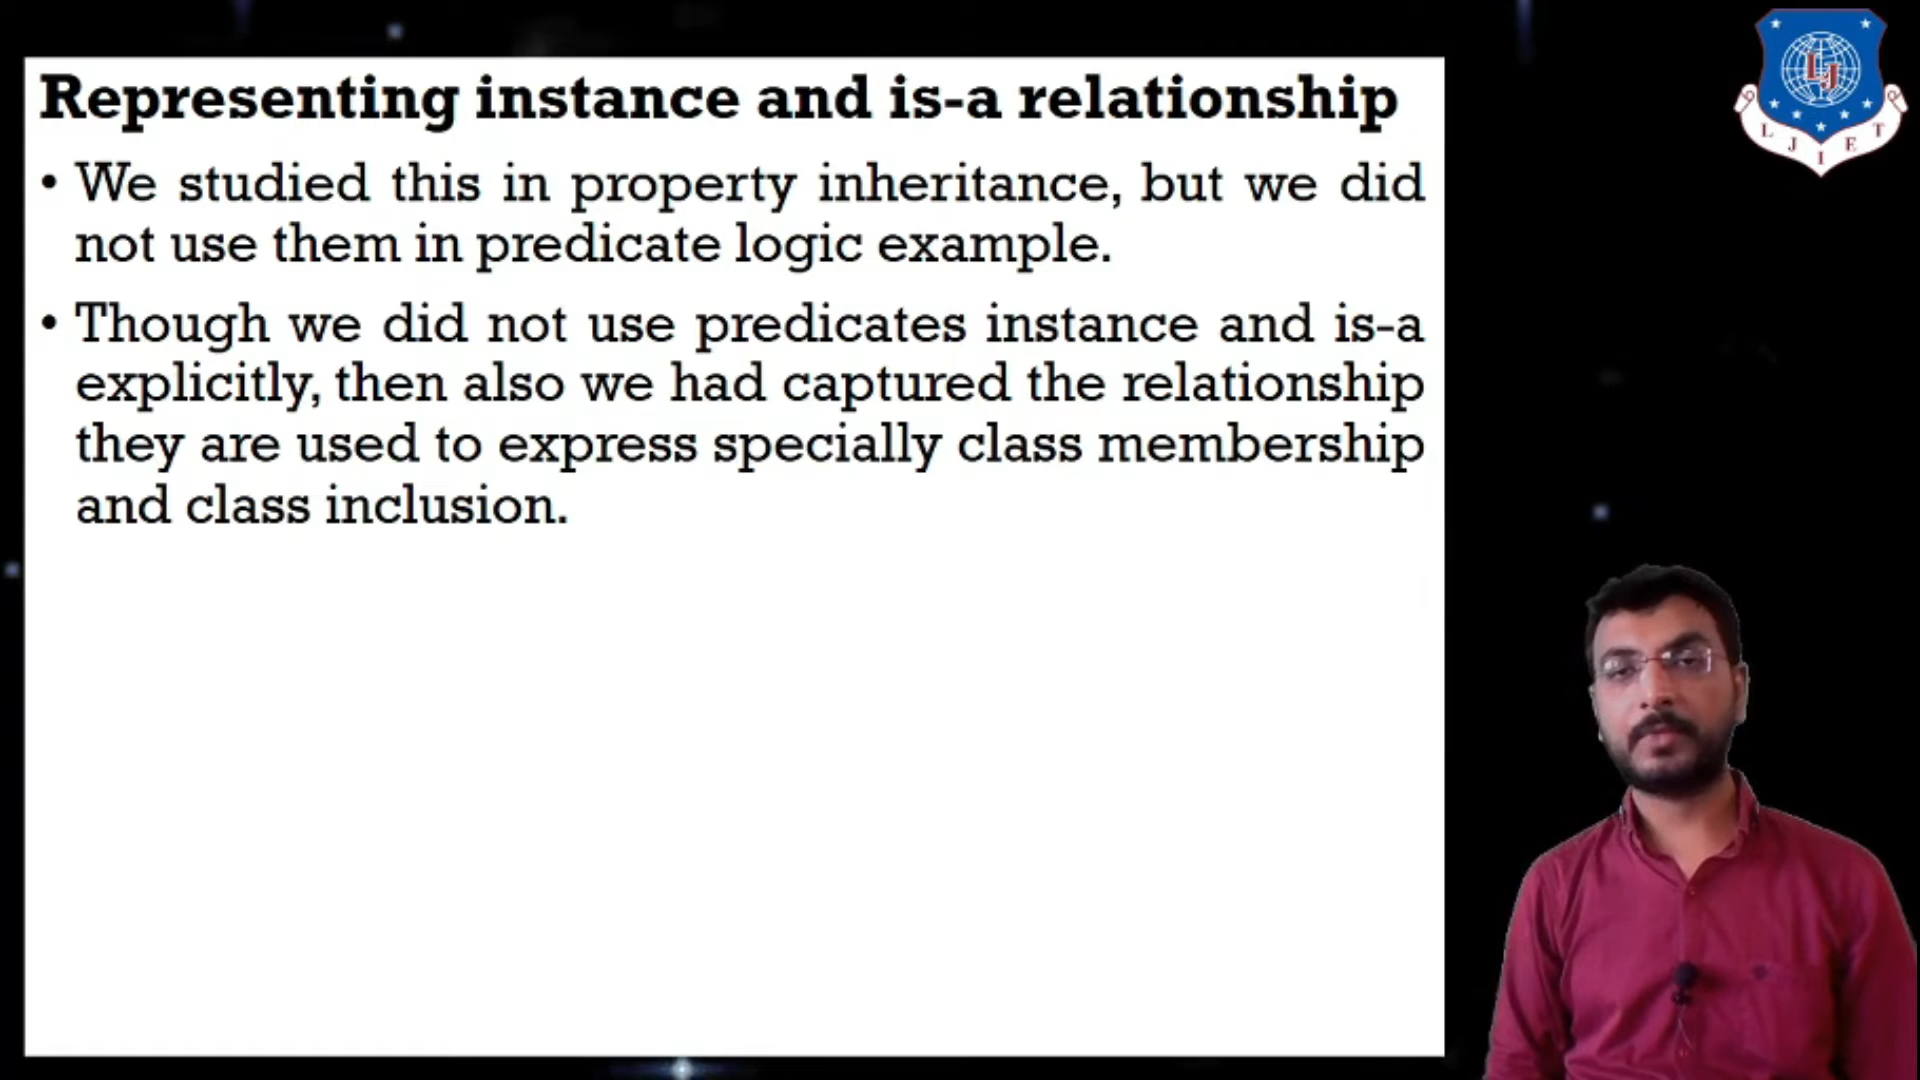 Representing instance and is-a relationship
• We studied this in property inheritance, but we did
not use them in predicate logic example.
• Though we did not use predicates instance and is-a
explicitly, then also we had captured the relationship
they are used to express specially class membership
and class inclusion.
LJ
L J I E T